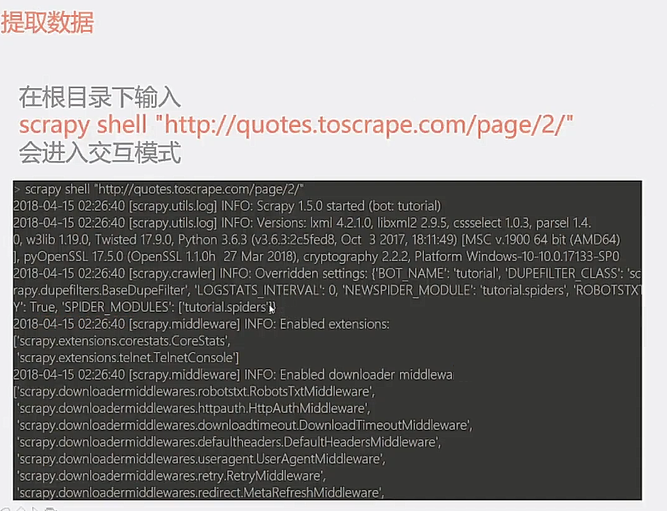 提取数据
在根目录下输入
scrapy shell "http://quotes.toscrape.com/page/2/"
会进入交互模式
> scrapy shell "http://quotes.toscrape.com/page/2/"
2018-04-15 02:26:40 [scrapy.utils.log] INFO: Scrapy 1.5.0 started (bot: tutorial)
2018-04-15 02:26:40 [scrapy.utils.log] INFO: Versions: lxml 4.2.1.0, libxml2 2.9.5, cssselect 1.0.3, parsel 1.4.
0, w3lib 1.19.0, Twisted 17.9.0, Python 3.6.3 (v3.6.3:2c5fed8, Oct  3 2017, 18:11:49) [MSC v.1900 64 bit (AMD64)
], pyOpenSSL 17.5.0 (OpenSSL 1.1.0h  27 Mar 2018), cryptography 2.2.2, Platform Windows-10-10.0.17133-SP0
2018-04-15 02:26:40 [scrapy.crawler] INFO: Overridden settings: {'BOT_NAME': 'tutorial', 'DUPEFILTER_CLASS': 'sc
rapy.dupefilters.BaseDupeFilter', 'LOGSTATS_INTERVAL': 0, 'NEWSPIDER_MODULE': 'tutorial.spiders', 'ROBOTSTXT
Y': True, 'SPIDER_MODULES': ['tutorial.spiders']}
2018-04-15 02:26:40 [scrapy.middleware] INFO: Enabled extensions:
['scrapy.extensions.corestats.CoreStats',
'scrapy.extensions.telnet.TelnetConsole']
2018-04-15 02:26:40 [scrapy.middleware] INFO: Enabled downloader middlewa
['scrapy.downloadermiddlewares.robotstxt.RobotsTxtMiddleware',
'scrapy.downloadermiddlewares.httpauth.HttpAuthMiddleware',
'scrapy.downloadermiddlewares.downloadtimeout.DownloadTimeoutMiddleware',
'scrapy.downloadermiddlewares.defaultheaders.DefaultHeadersMiddleware',
'scrapy.downloadermiddlewares.useragent.UserAgentMiddleware',
'scrapy.downloadermiddlewares.retry.RetryMiddleware',
'scrapy.downloadermiddlewares.redirect.MetaRefreshMiddleware',